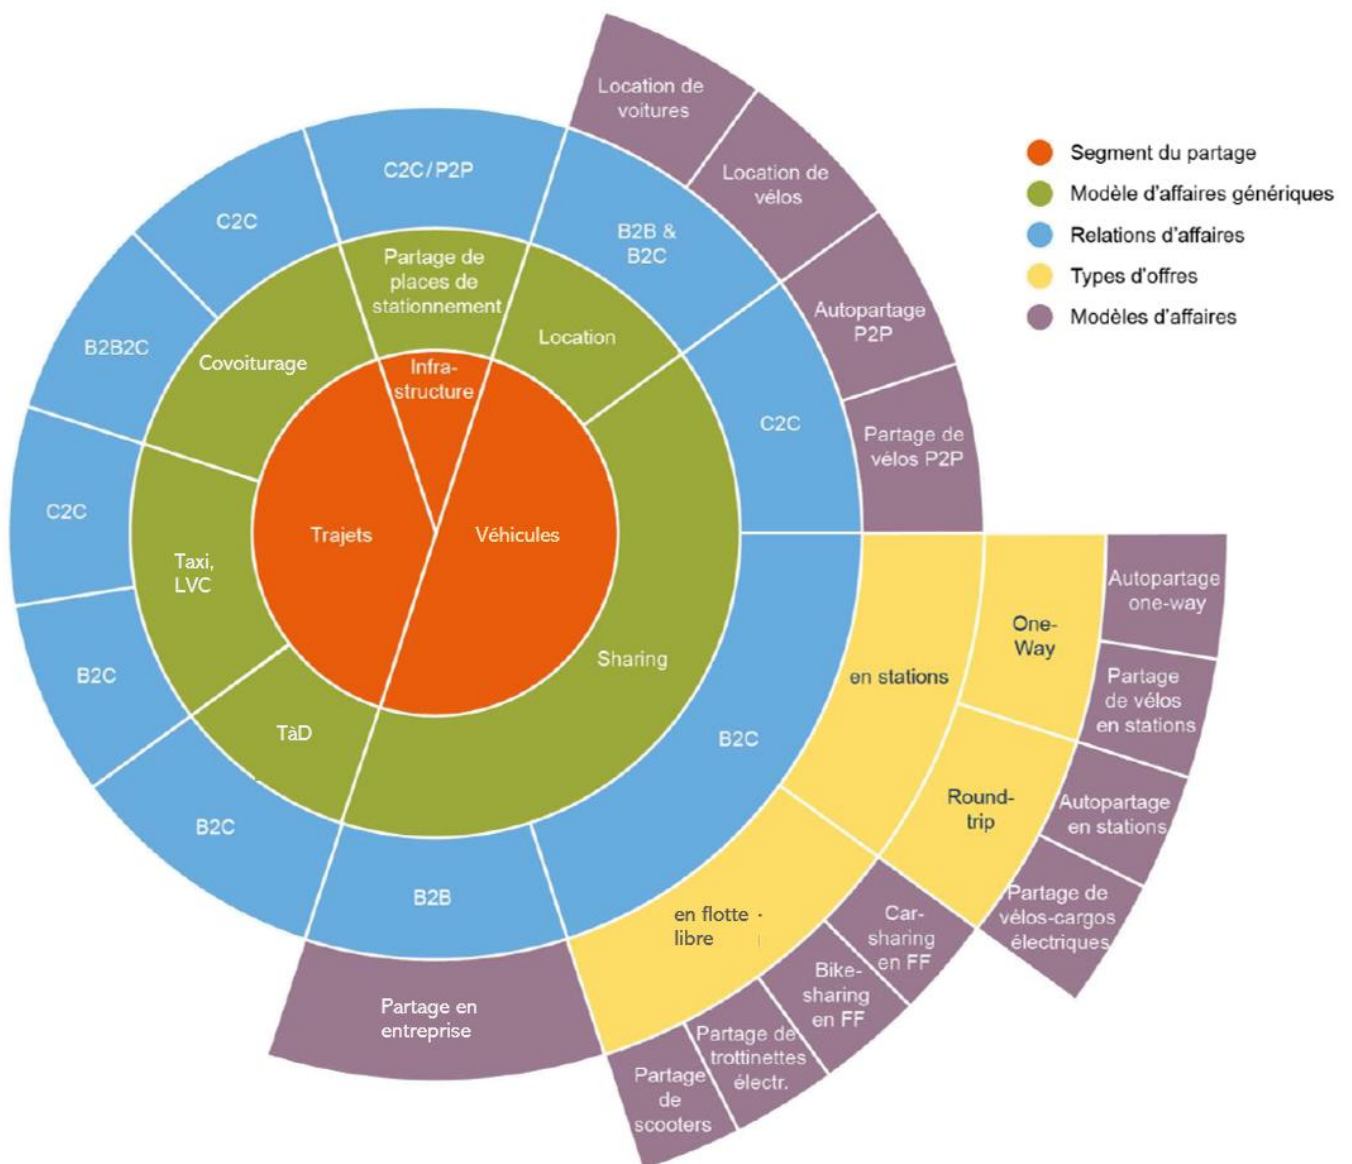 Location de
voitures
Location de
vélos
Autopartage
P2P
Partage de
vélos P2P
C2C / P2P
C2C
B2B2C
C2C
B2C
B2C
B2B
B2C
C2C
B2B &
B2C
Partage de
places de
stationnement
Location
Covoiturage
Taxi,
LVC
TàD
Sharing
Infra-
structure
Trajets
Véhicules
en stations
One-
Way
Round-
trip
en flotte
libre
Autopartage
one-way
Partage
de vélos
en stations
Autopartage
en stations
Partage de
vélos-cargos
électriques
Car-
sharing
en FF
Bike-
sharing
en FF
Partage de
trottinettes
électr.
Partage
de
scooters
Partage en
entreprise
Segment du partage
Modèle d'affaires génériques
Relations d'affaires
Types d'offres
Modèles d'affaires